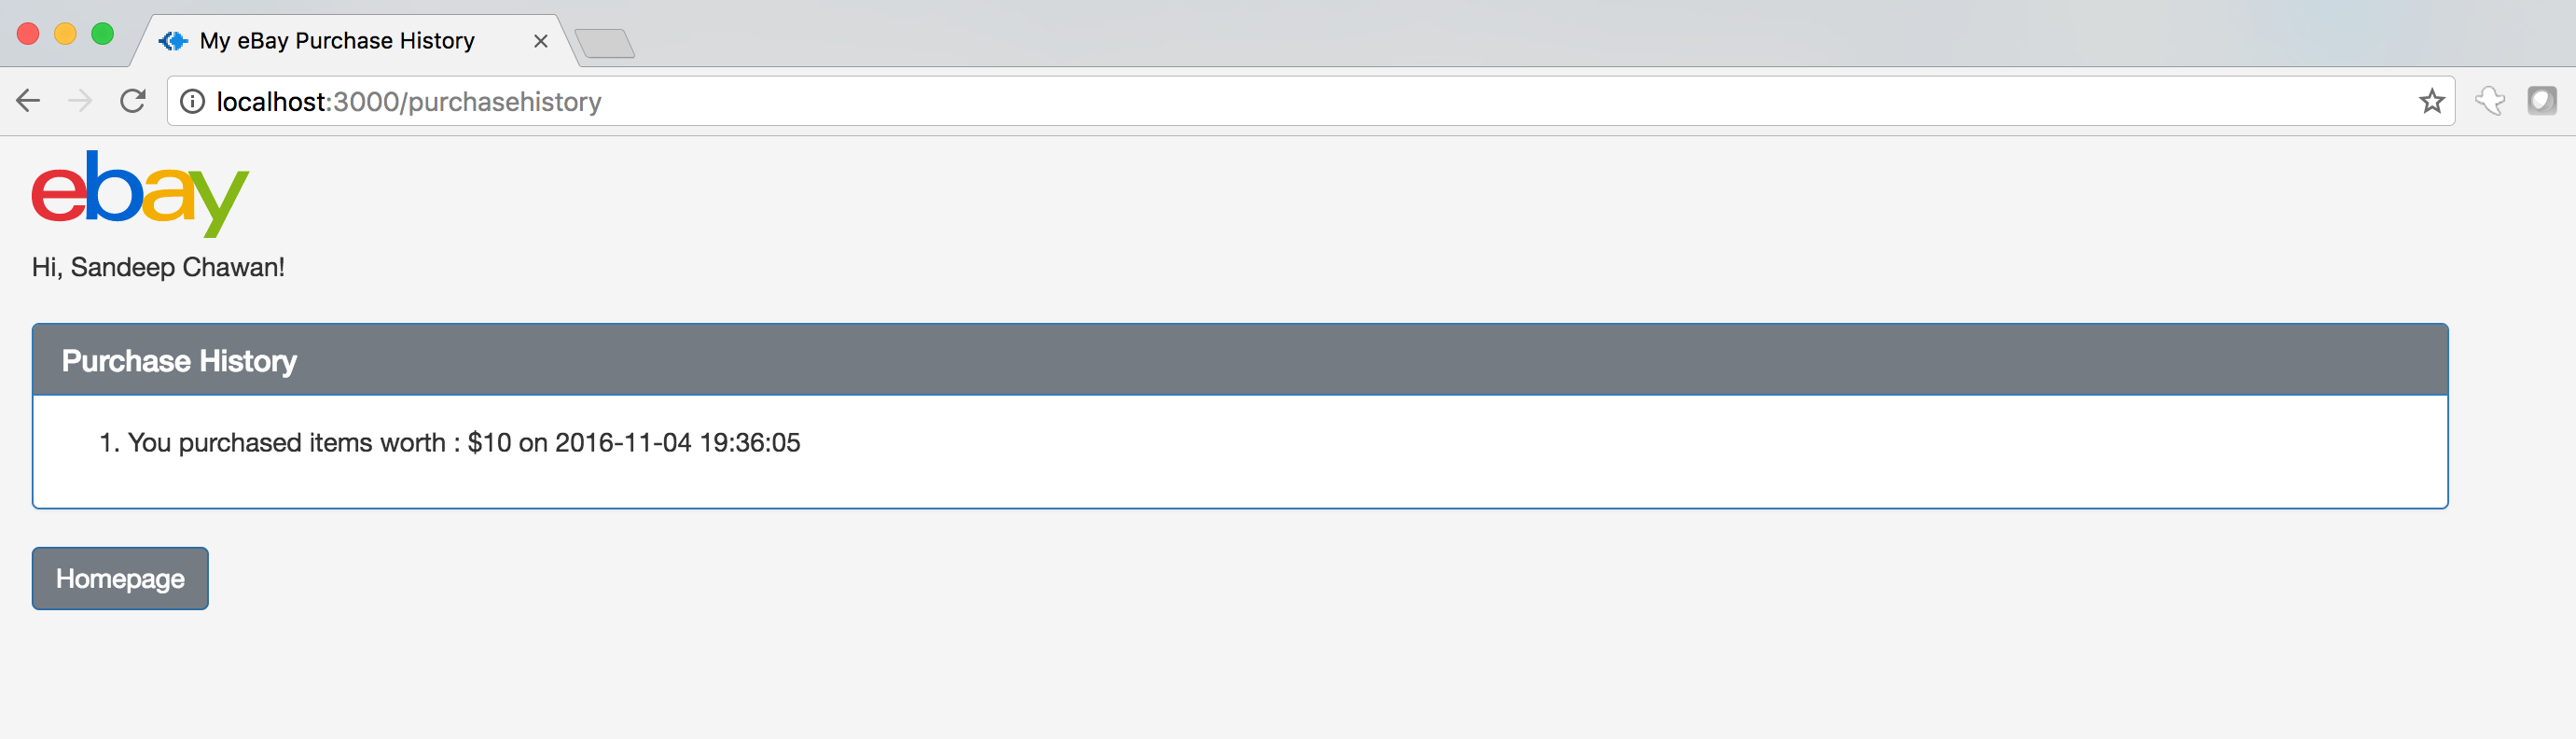 My eBay Purchase History
localhost:3000/purchasehistory
ebay
Hi, Sandeep Chawan!
Purchase History
1. You purchased items worth : $10 on 2016-11-04 19:36:05
Homepage